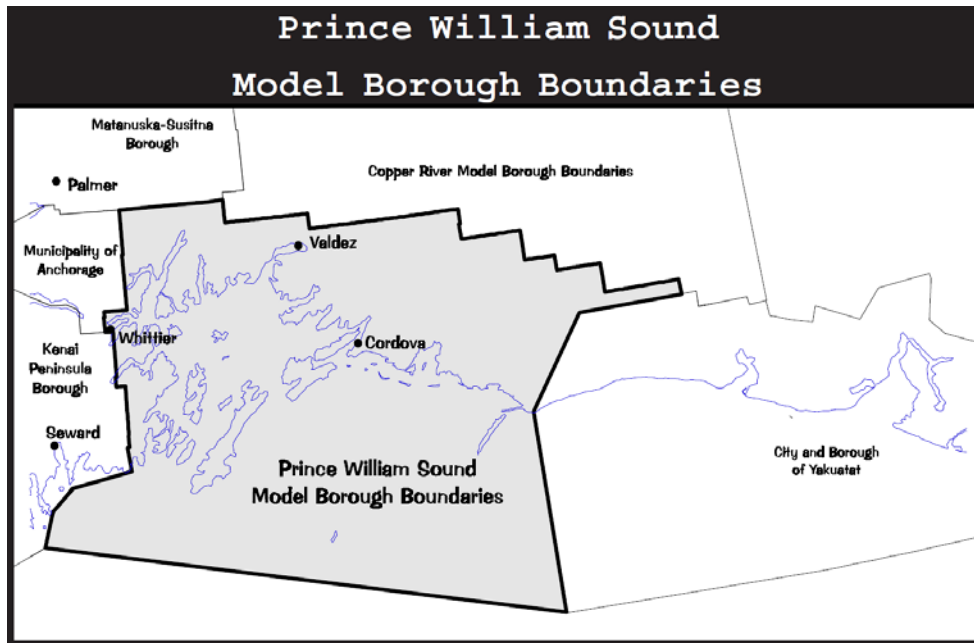 Prince William Sound
Model Borough Boundaries
Matanuska-Susitna
Borough
Palmer
Copper River Model Borough Boundaries
Municipality of
Anchorage
Valdez
Whittier
Cordova
Kenai
Peninsula
Borough
Seward
Prince William Sound
Model Borough Boundaries
City and Borough
of Yakuatat